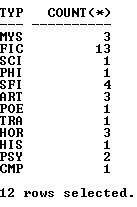 TYP   COUNT(*)
--- ----------
MYS          3
FIC         13
SCI          1
PHI          1
SFI          4
ART          3
POE          1
TRA          1
HOR          3
HIS          1
PSY          2
CMP          1
12 rows selected.